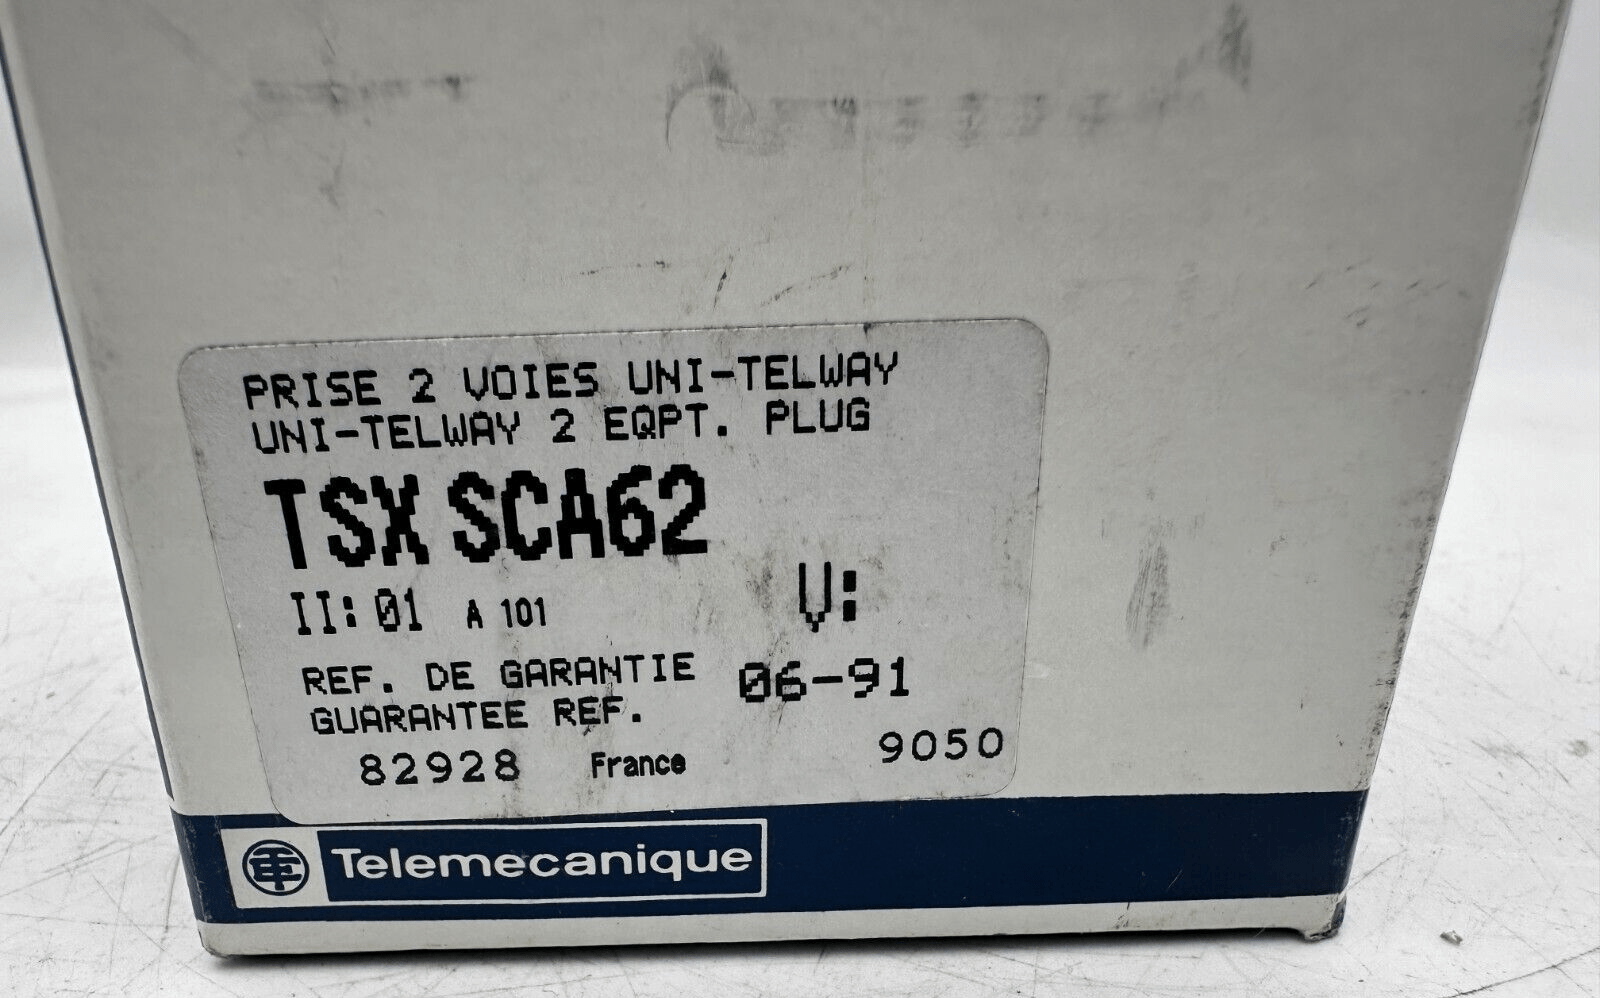 PRISE 2 VOIES UNI-TELWAY
UNI-TELWAY 2 EQPT. PLUG
TSX SCA62
II: 01 A 101 V:
REF. DE GARANTIE 06-91
GUARANTEE REF.
82928 France 9050
Telemecanique